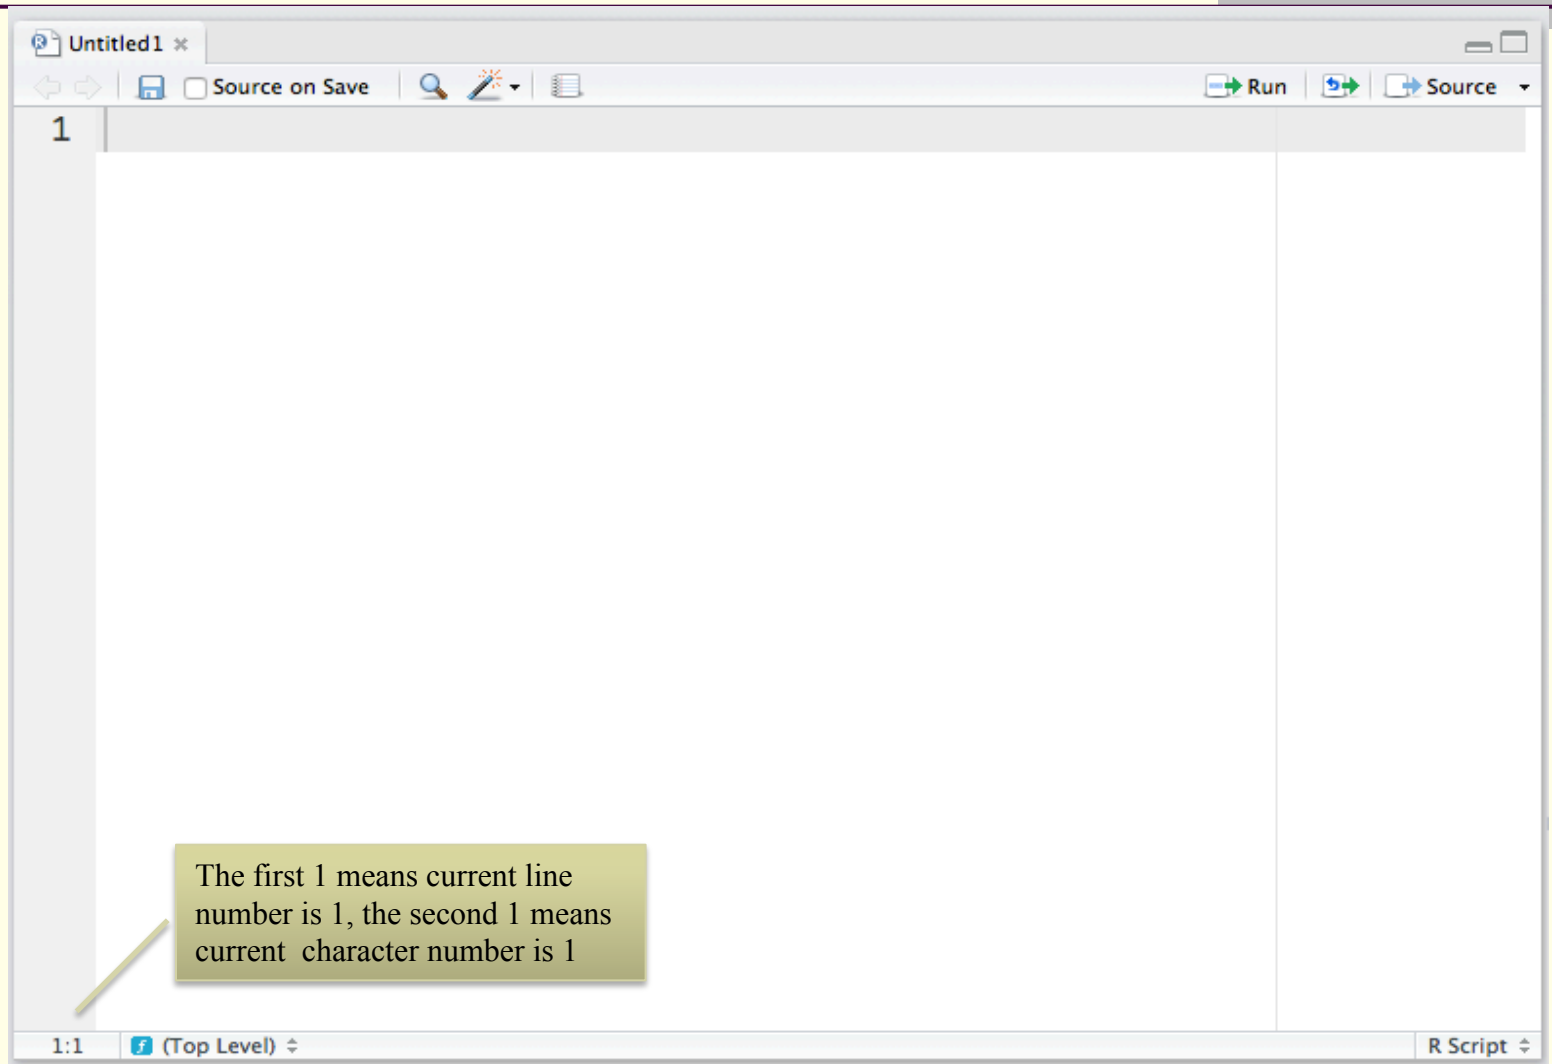 Untitled1
Source on Save Run Source
1
The first 1 means current line
number is 1, the second 1 means
current  character number is 1
1:1 (Top Level) R Script